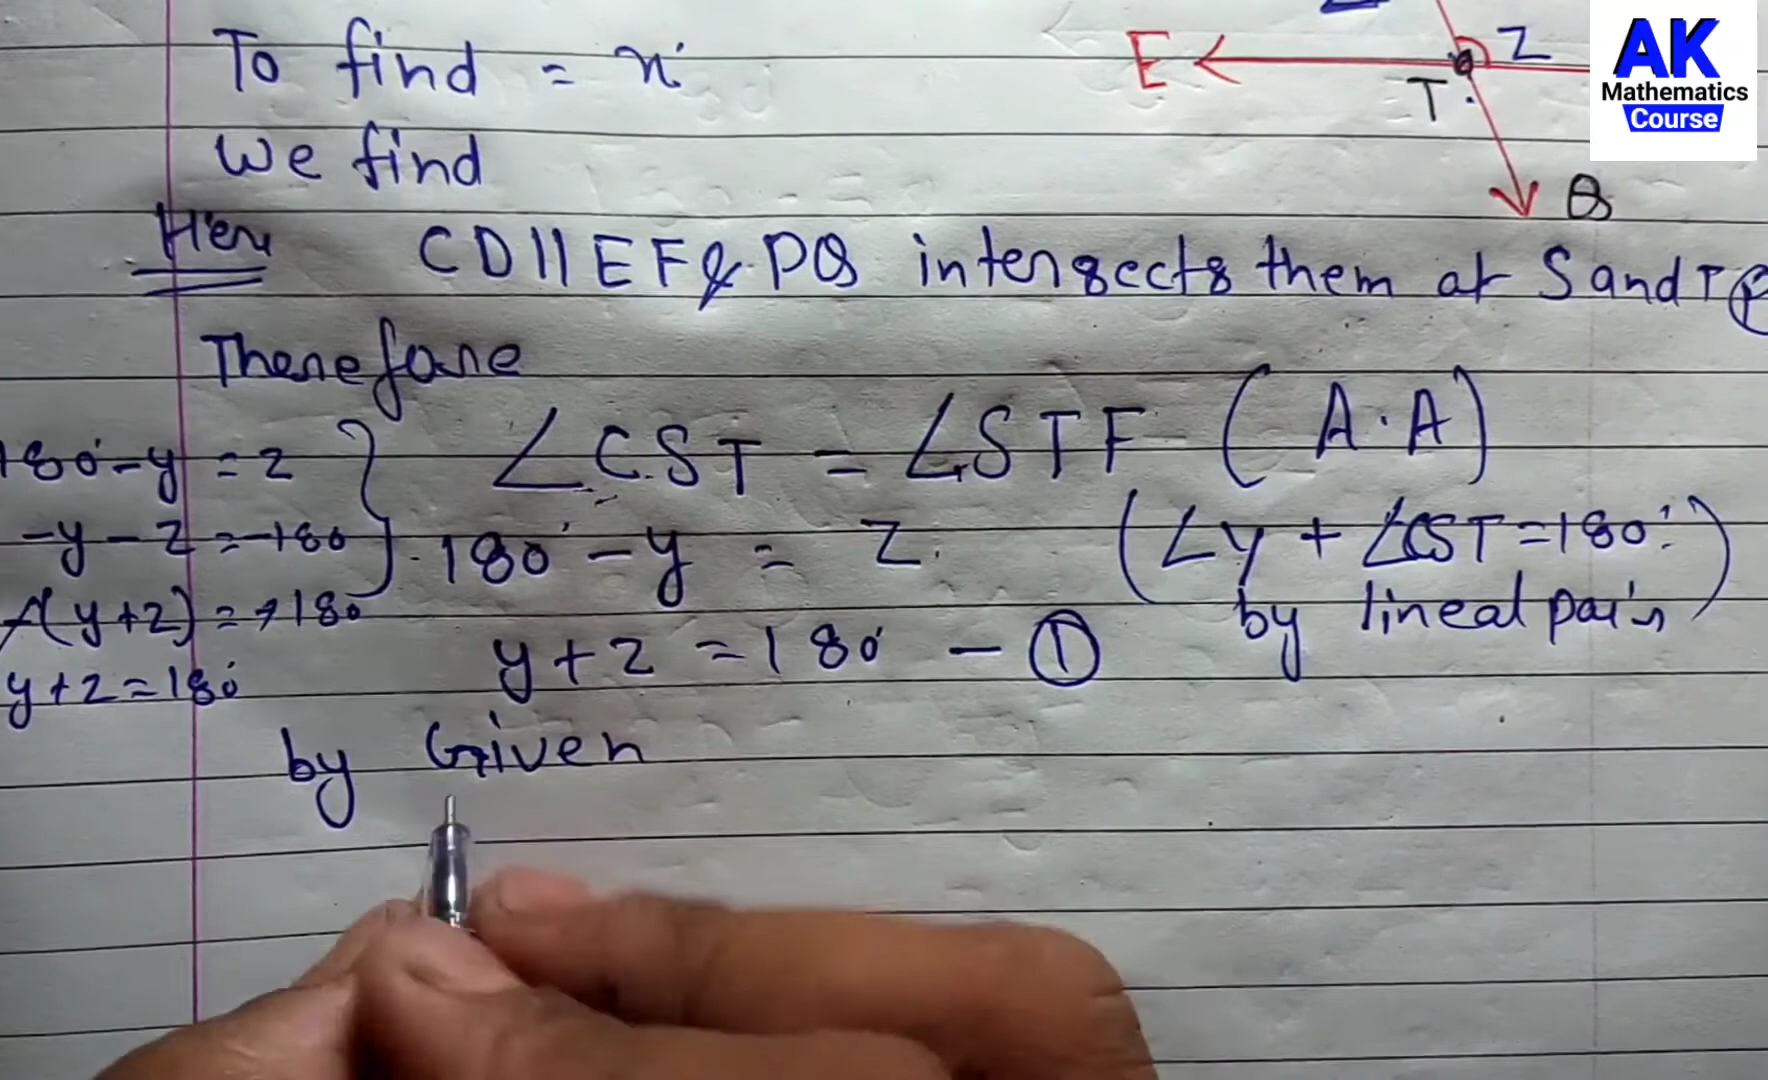 To find = x°
We find
E
Z
T
Q
AK
Mathematics
Course
Here CD||EF & PQ intersects them at S and T P
Therefore
∠CST = ∠STF (A.A)
180°-y = z
180° - y = z (∠y + ∠CST = 180°
-y - z = -180
by lineal pair)
-(y+z) = -180
y+z = 180° - ①
y+z = 180°
by Given